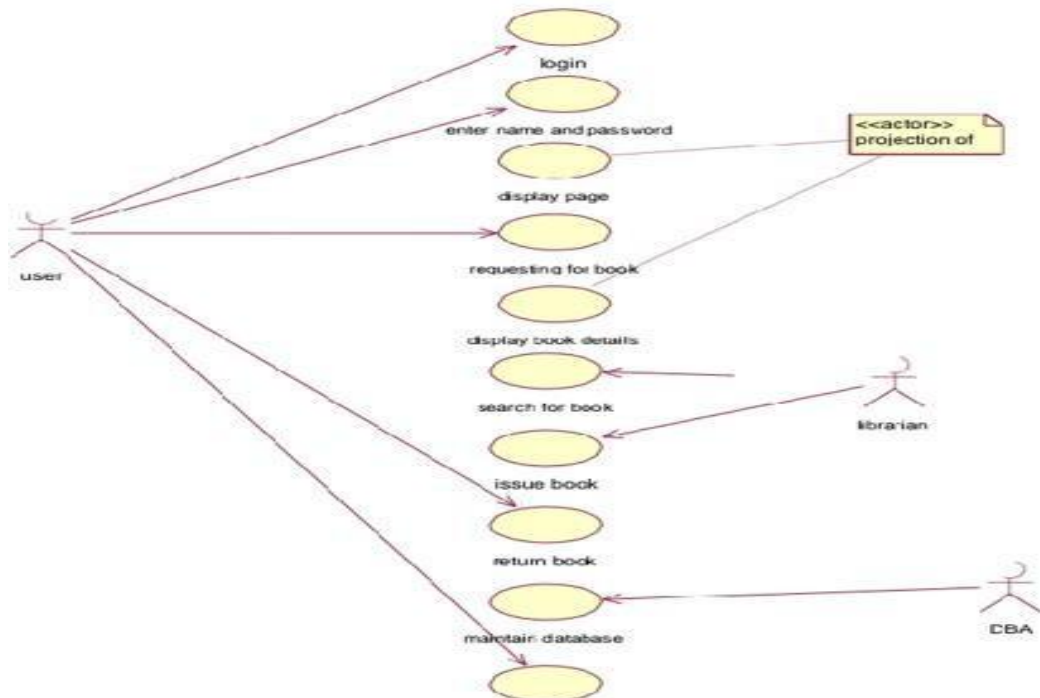 login
enter name and password
<<actor>>
projection of
display page
user
requesting for book
display book details
search for book
librarian
issue book
return book
DBA
maintain database